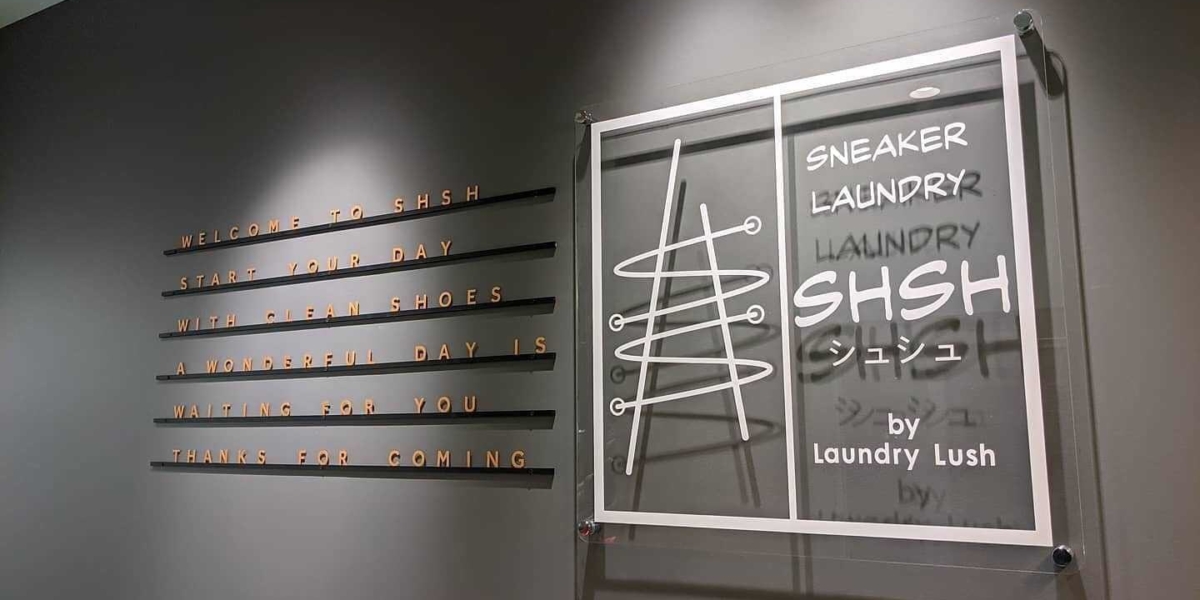 WELCOME TO SHSH
START YOUR DAY
WITH CLEAN SHOES
A WONDERFUL DAY IS
WAITING FOR YOU
THANKS FOR COMING
SNEAKER
LAUNDRY
SHSH
シュシュ
by
Laundry Lush